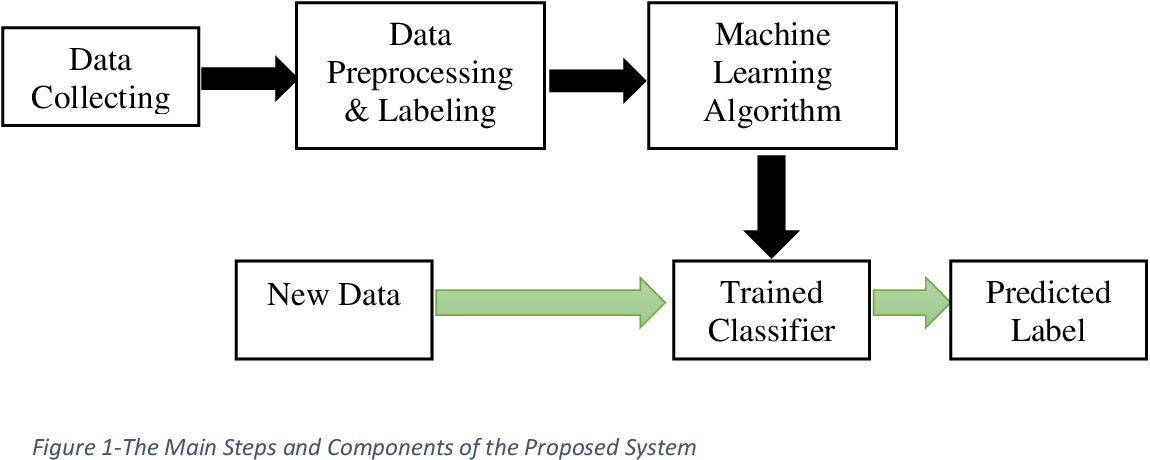 Data
Collecting
Data
Preprocessing
& Labeling
Machine
Learning
Algorithm
New Data
Trained
Classifier
Predicted
Label
Figure 1-The Main Steps and Components of the Proposed System